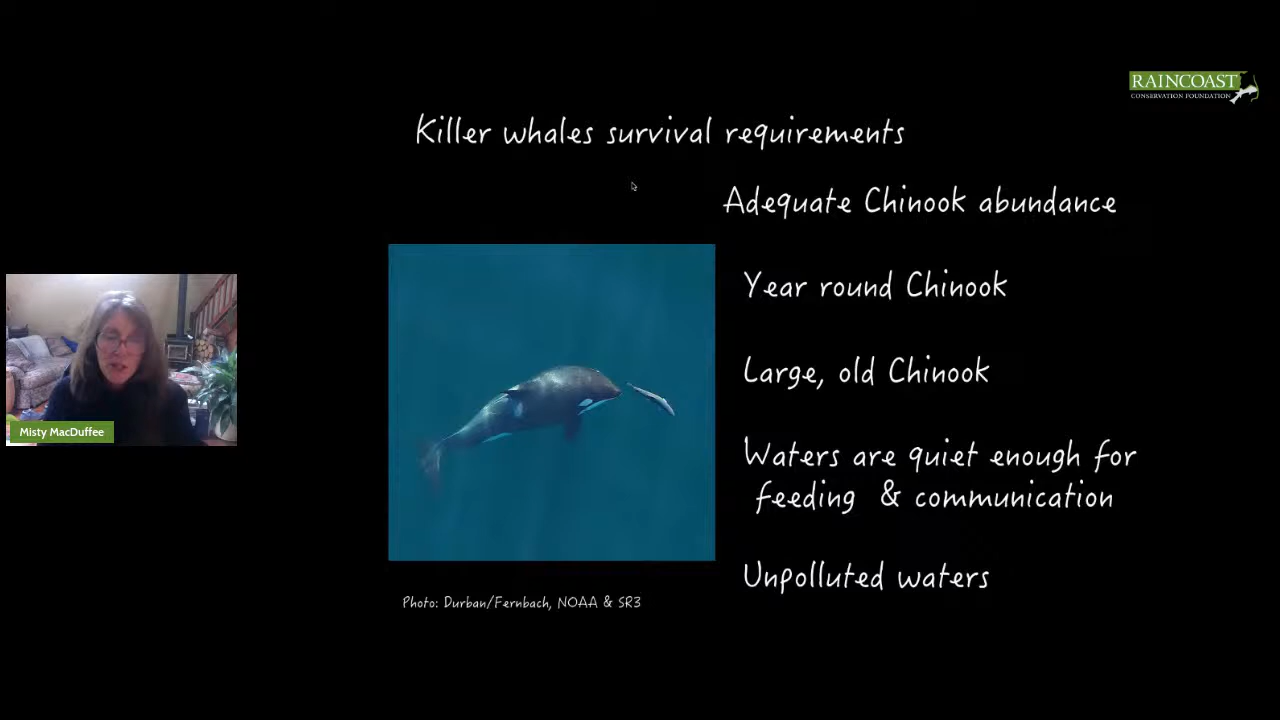 RAINCOAST
CONSERVATION FOUNDATION
Killer whales survival requirements
Adequate Chinook abundance
Year round Chinook
Large, old Chinook
Waters are quiet enough for
feeding & communication
Unpolluted waters
Misty MacDuffee
Photo: Durban/Fernbach, NOAA & SR3